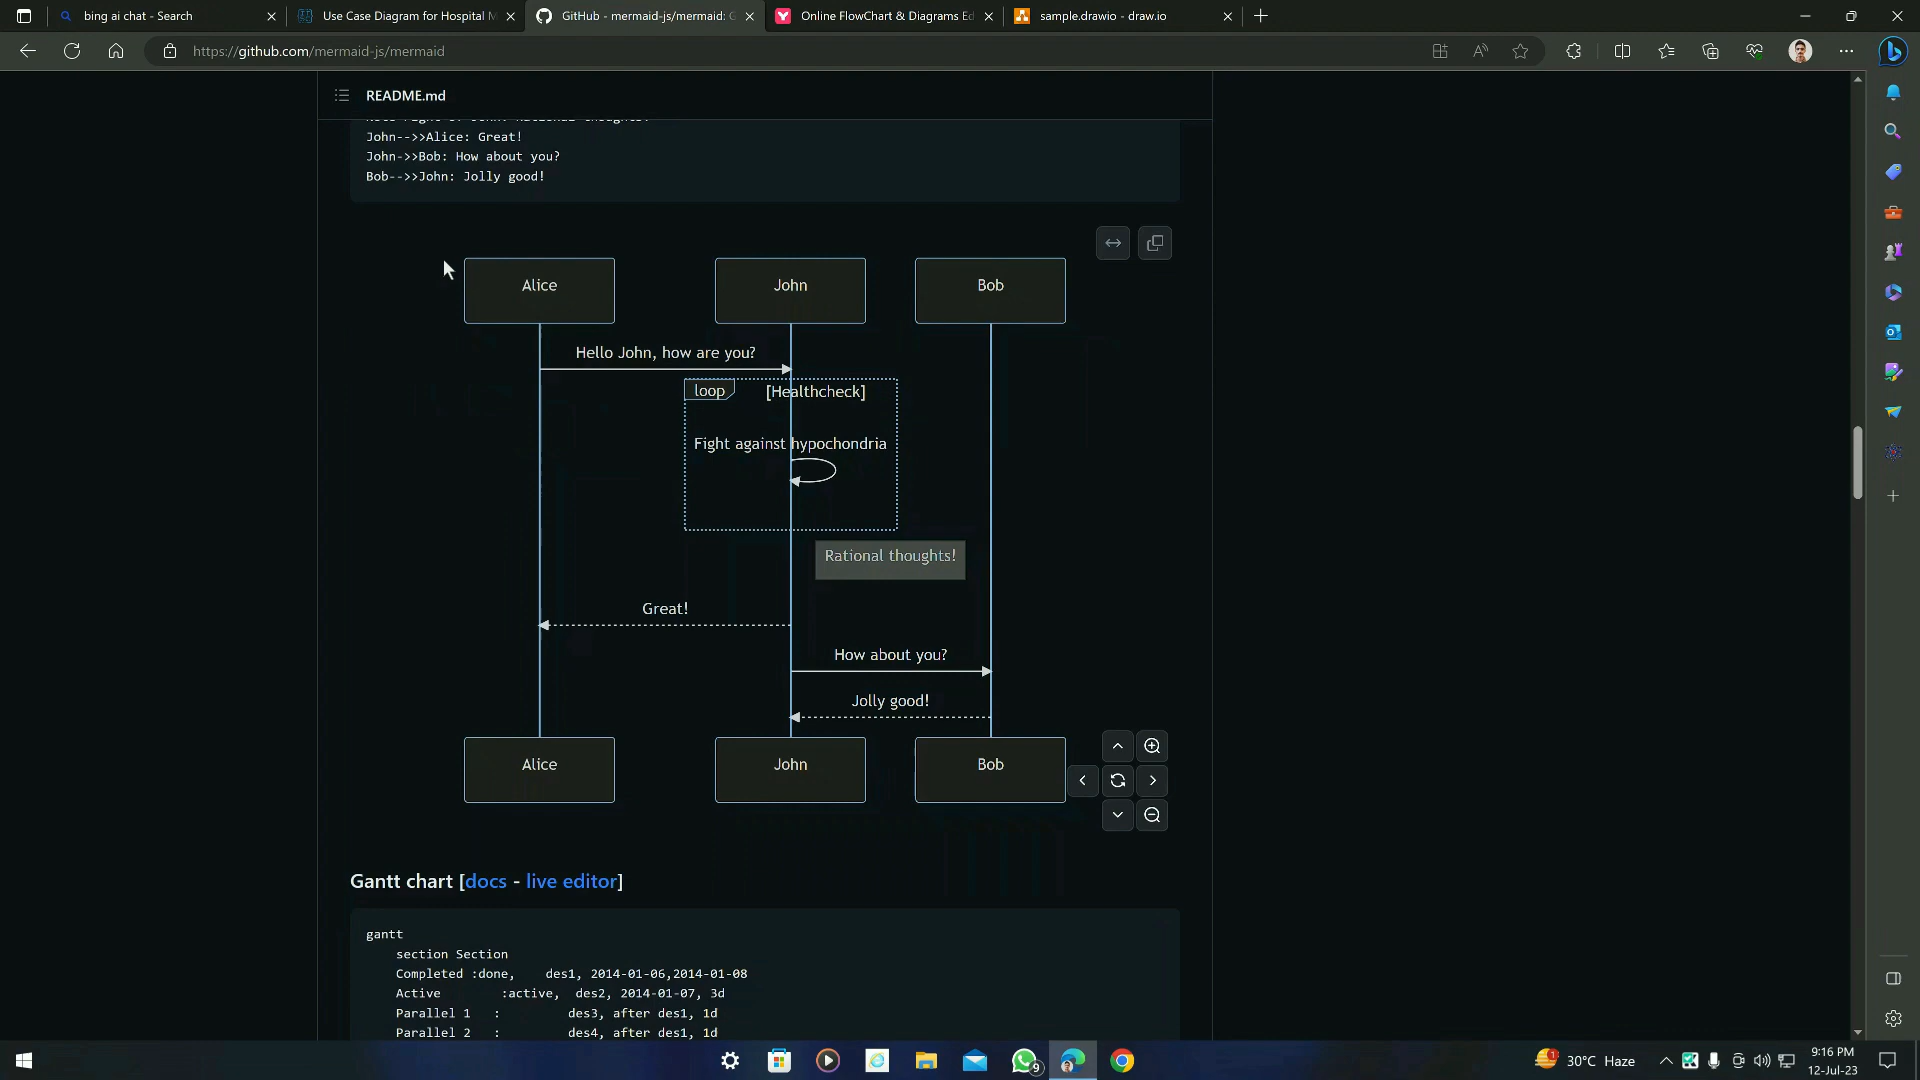 bing ai chat - Search
Use Case Diagram for Hospital M
GitHub - mermaid-js/mermaid: G
Online FlowChart & Diagrams Ed
sample.drawio - draw.io
https://github.com/mermaid-js/mermaid
README.md
John-->>Alice: Great!
John->>Bob: How about you?
Bob-->>John: Jolly good!
Alice
John
Bob
Hello John, how are you?
loop
[Healthcheck]
Fight against hypochondria
Rational thoughts!
Great!
How about you?
Jolly good!
Alice
John
Bob
Gantt chart [docs - live editor]
gantt
section Section
Completed :done, des1, 2014-01-06,2014-01-08
Active :active, des2, 2014-01-07, 3d
Parallel 1 : des3, after des1, 1d
Parallel 2 : des4, after des1, 1d
9
1
30°C Haze
9:16 PM
12-Jul-23